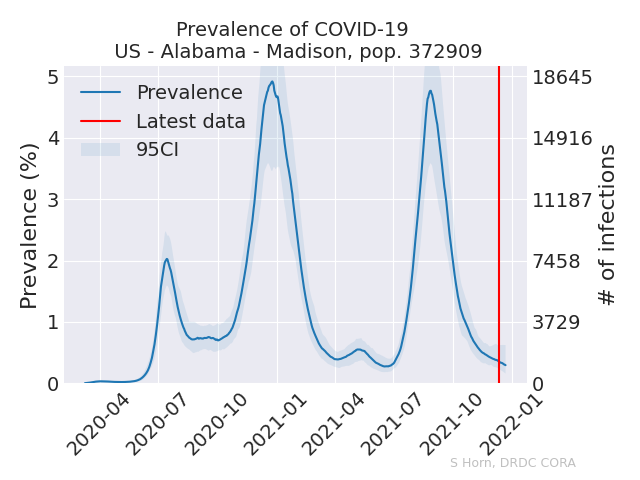 Prevalence of COVID-19
US - Alabama - Madison, pop. 372909
Prevalence
Latest data
95CI
Prevalence (%)
5
4
3
2
1
0
18645
14916
11187
7458
3729
0
# of infections
2020-04
2020-07
2020-10
2021-01
2021-04
2021-07
2021-10
2022-01
S Horn, DRDC CORA